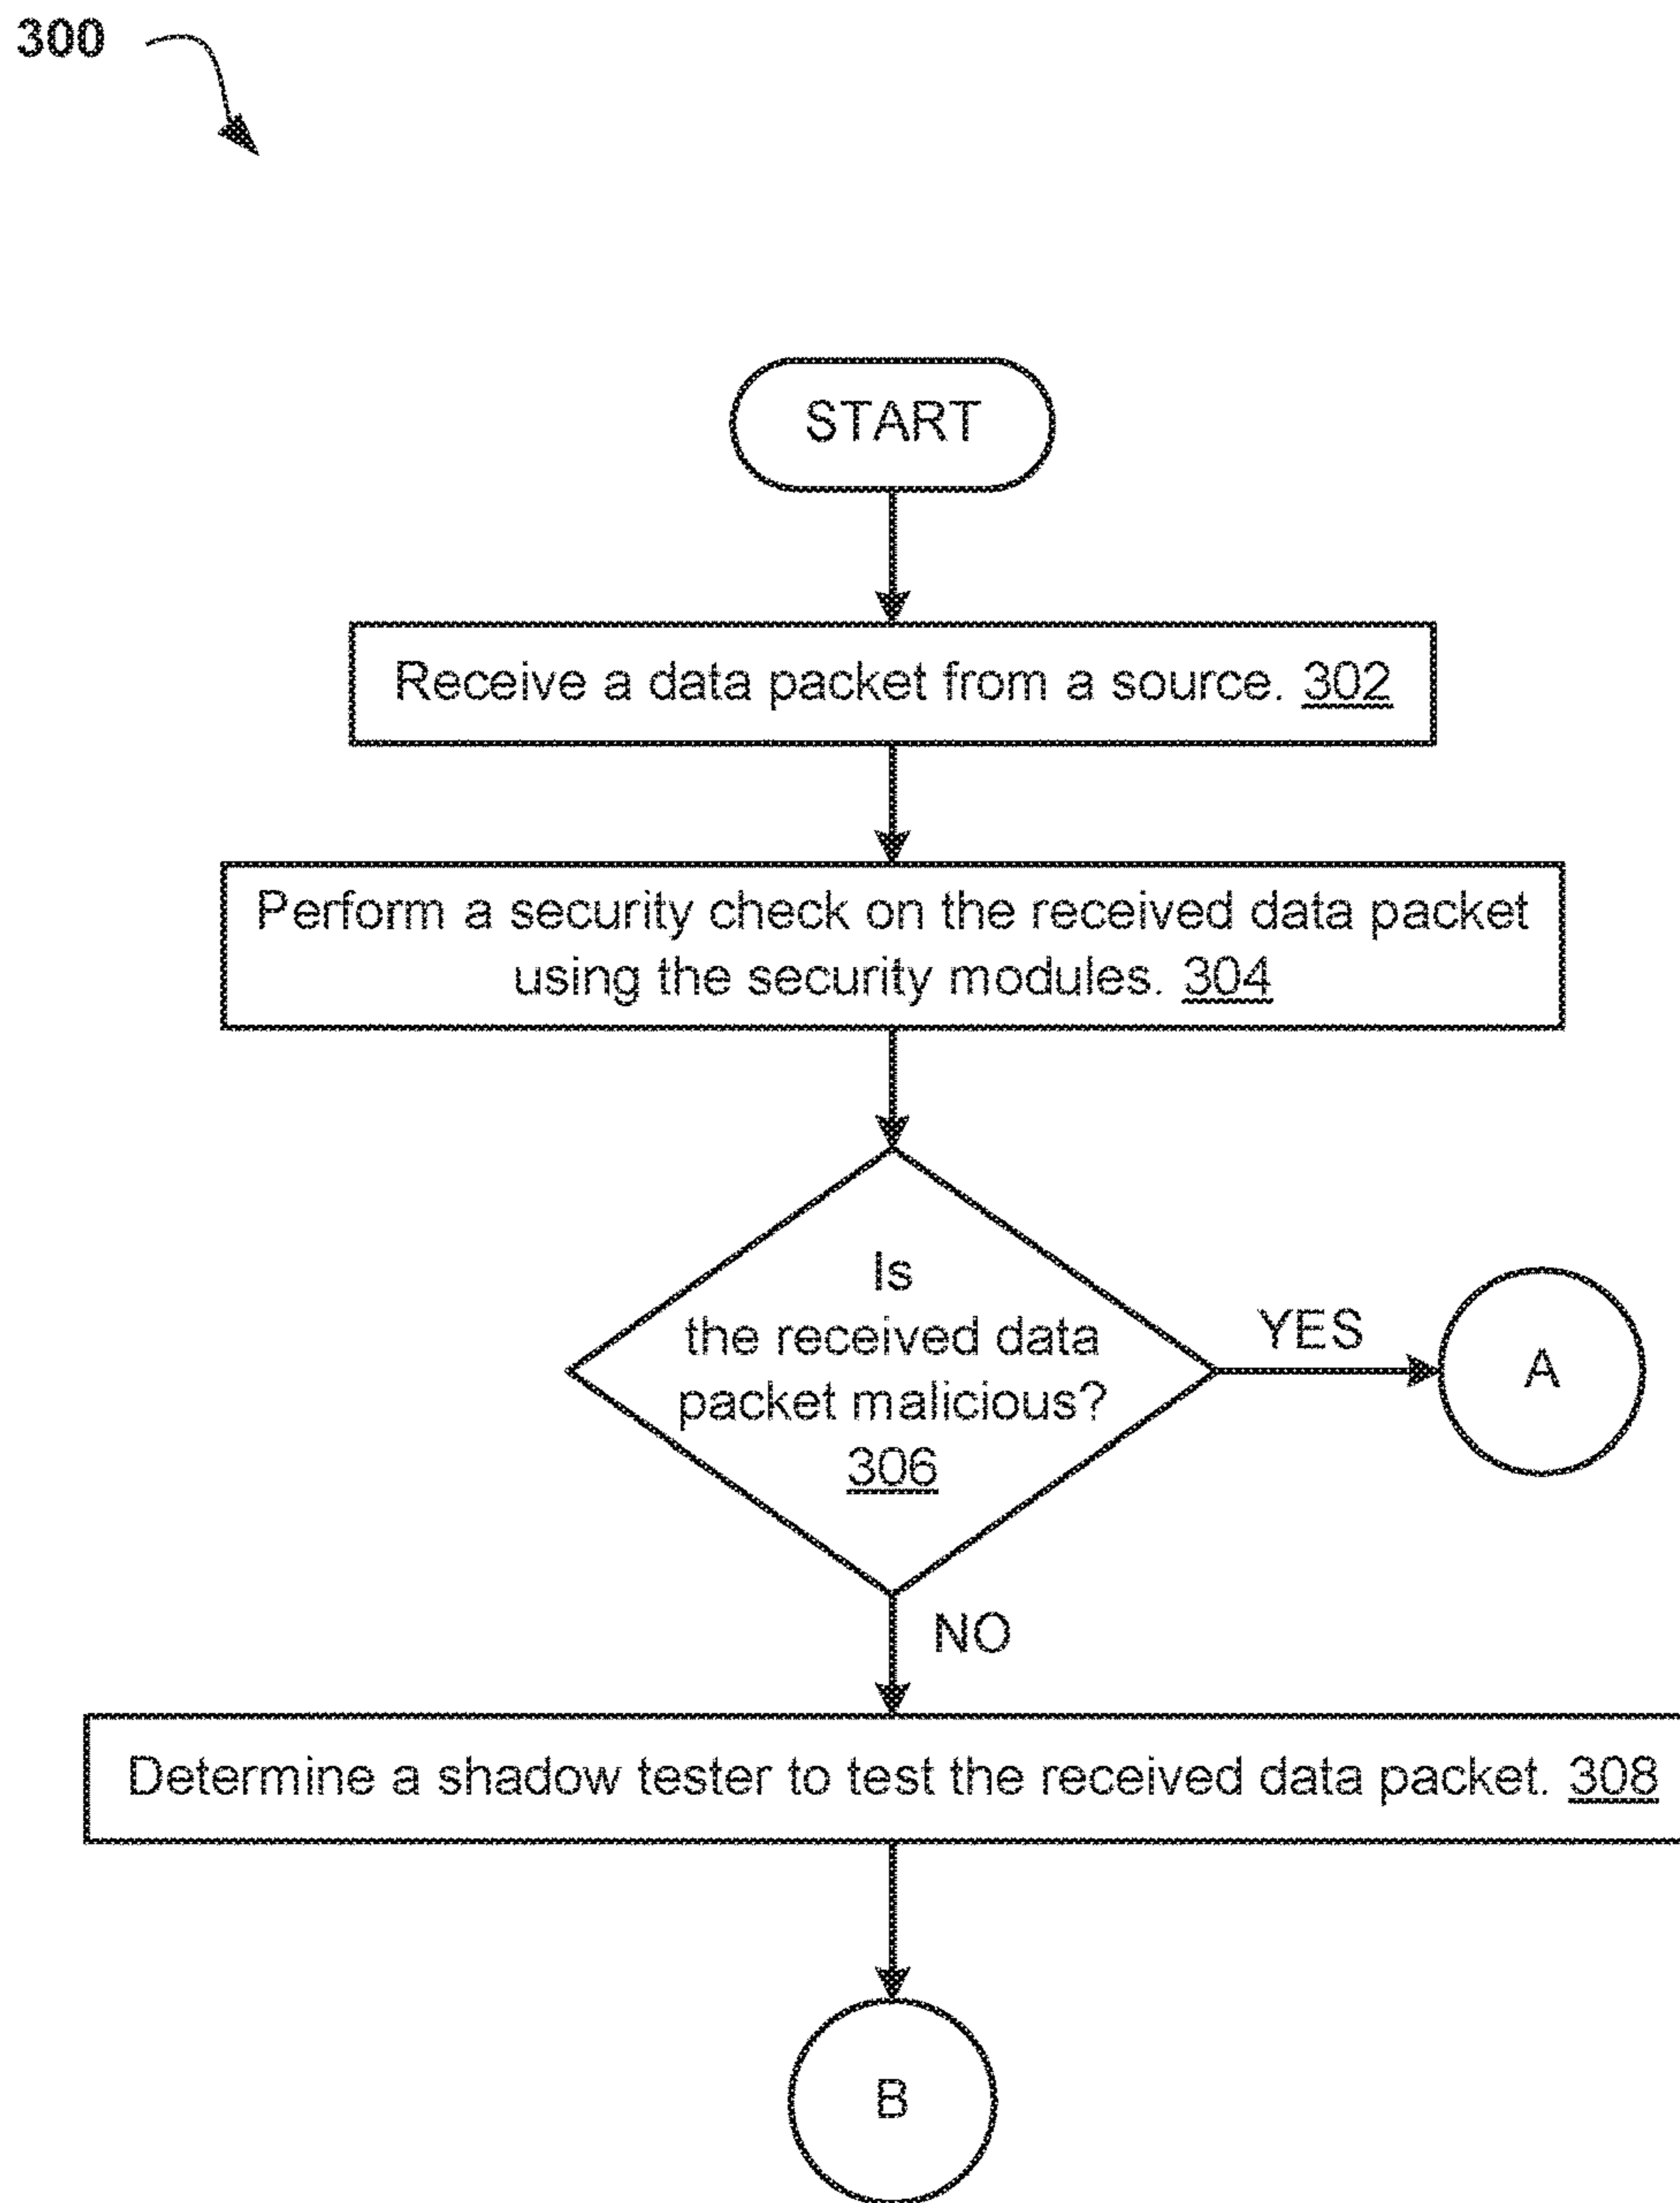 300
START
Receive a data packet from a source. 302
Perform a security check on the received data packet
using the security modules. 304
Is
the received data
packet malicious?
306
YES
A
NO
Determine a shadow tester to test the received data packet. 308
B